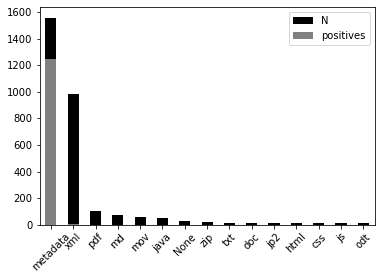 1600
1400
1200
1000
800
600
400
200
0
N
positives
metadata
xml
pdf
md
mov
java
None
zip
txt
doc
jp2
html
css
js
odt